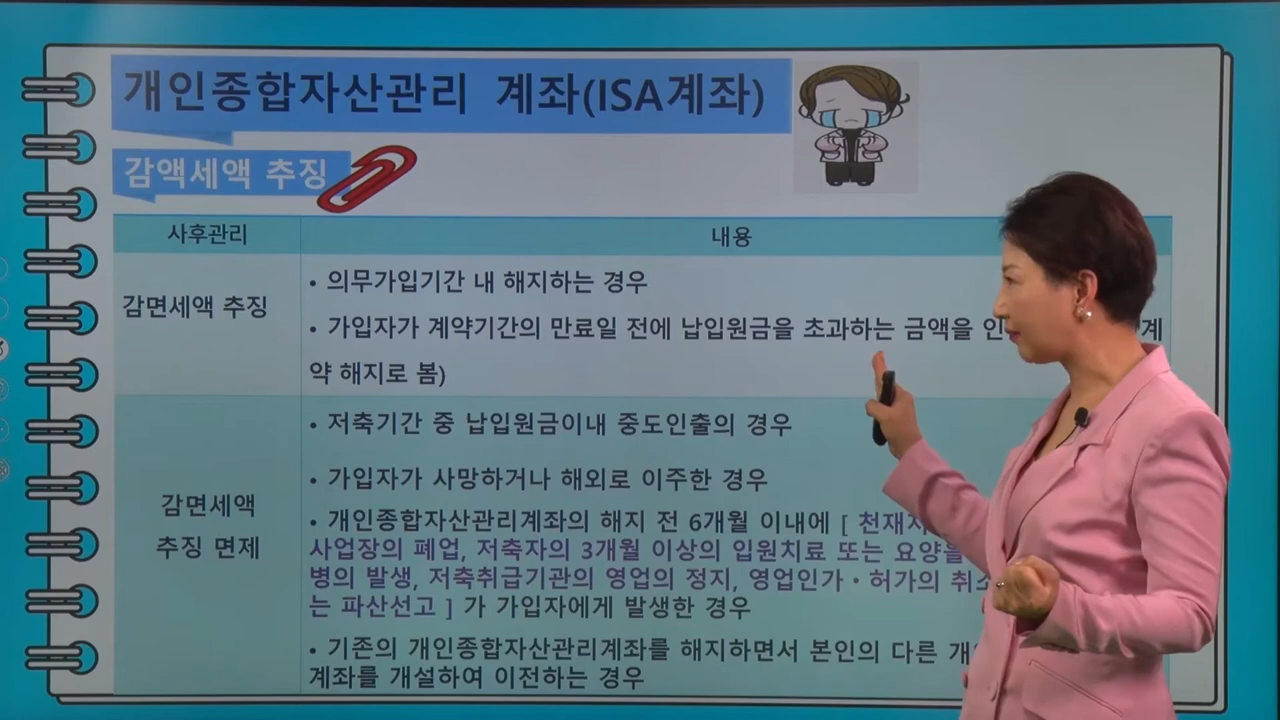 개인종합자산관리 계좌(ISA계좌)
감액세액 추징
사후관리
내용
감면세액 추징
• 의무가입기간 내 해지하는 경우
• 가입자가 계약기간의 만료일 전에 납입원금을 초과하는 금액을
약 해지로 봄)
감면세액
추징 면제
• 저축기간 중 납입원금이내 중도인출의 경우
• 가입자가 사망하거나 해외로 이주한 경우
• 개인종합자산관리계좌의 해지 전 6개월 이내에 [
사업장의 폐업, 저축자의 3개월 이상의 입원치료 또는 요양을
병의 발생, 저축취급기관의 영업의 정지, 영업인가·허가의
는 파산선고 ] 가 가입자에게 발생한 경우
• 기존의 개인종합자산관리계좌를 해지하면서 본인의 다른
계좌를 개설하여 이전하는 경우